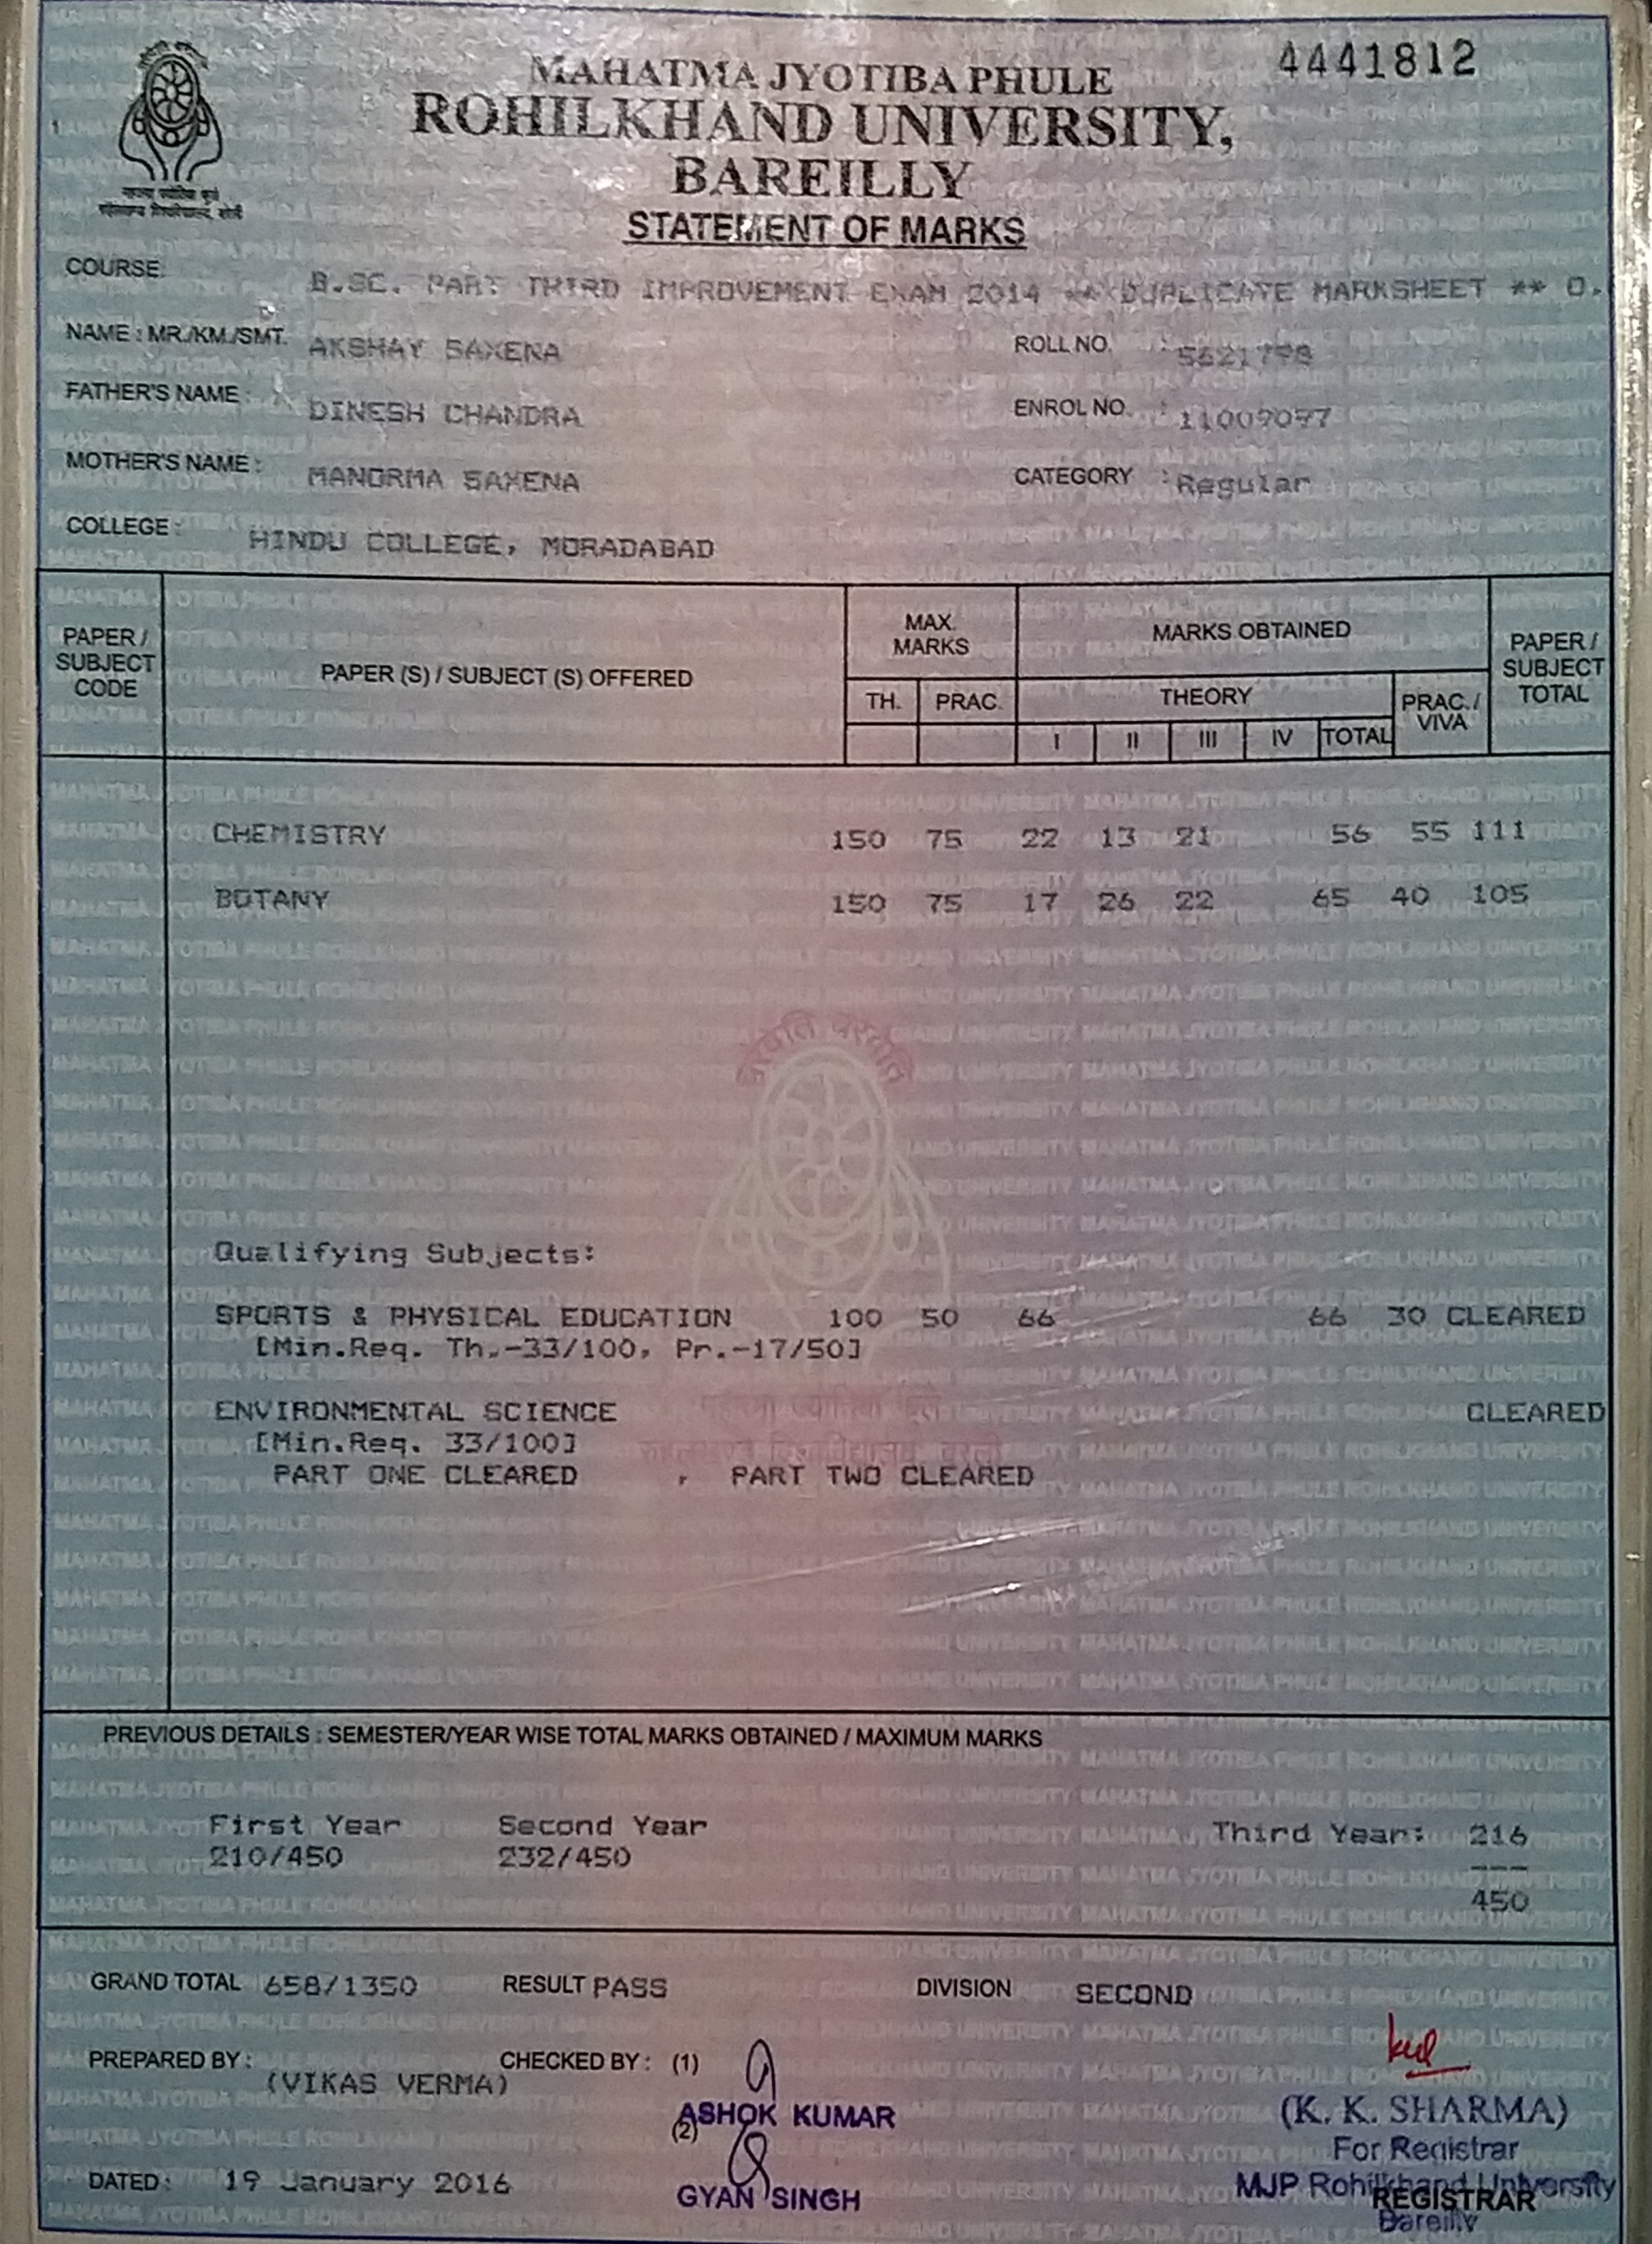 4441812
MAHATMA JYOTIBA PHULE
ROHILKHAND UNIVERSITY,
BAREILLY
STATEMENT OF MARKS
COURSE: B.SC. PART THIRD IMPROVEMENT EXAM 2014 ** DUPLICATE MARKSHEET ** O.
NAME : MR./KM./SMT. AKSHAY SAXENA ROLL NO. : 5621798
FATHER'S NAME : DINESH CHANDRA ENROL NO. : 11009097
MOTHER'S NAME : MANORMA SAXENA CATEGORY : Regular
COLLEGE : HINDU COLLEGE, MORADABAD
PAPER / SUBJECT CODE PAPER (S) / SUBJECT (S) OFFERED MAX. MARKS MARKS OBTAINED PAPER / SUBJECT TOTAL
TH. PRAC. THEORY PRAC. / VIVA
I II III IV TOTAL
CHEMISTRY 150 75 22 13 21 56 55 111
BOTANY 150 75 17 26 22 65 40 105
चरैवेति चरैवेति
Qualifying Subjects:
SPORTS & PHYSICAL EDUCATION 100 50 66 66 30 CLEARED
[Min.Req. Th.-33/100, Pr.-17/50]
ENVIRONMENTAL SCIENCE CLEARED
[Min.Req. 33/100]
PART ONE CLEARED , PART TWO CLEARED
PREVIOUS DETAILS : SEMESTER/YEAR WISE TOTAL MARKS OBTAINED / MAXIMUM MARKS
First Year Second Year Third Year: 216
210/450 232/450 ---
450
GRAND TOTAL 658/1350 RESULT PASS DIVISION SECOND
PREPARED BY : (VIKAS VERMA) CHECKED BY : (1)
ASHOK KUMAR
(2)
(K. K. SHARMA)
For Registrar
DATED : 19 January 2016 GYAN SINGH MJP Rohilkhand University
REGISTRAR
Bareilly